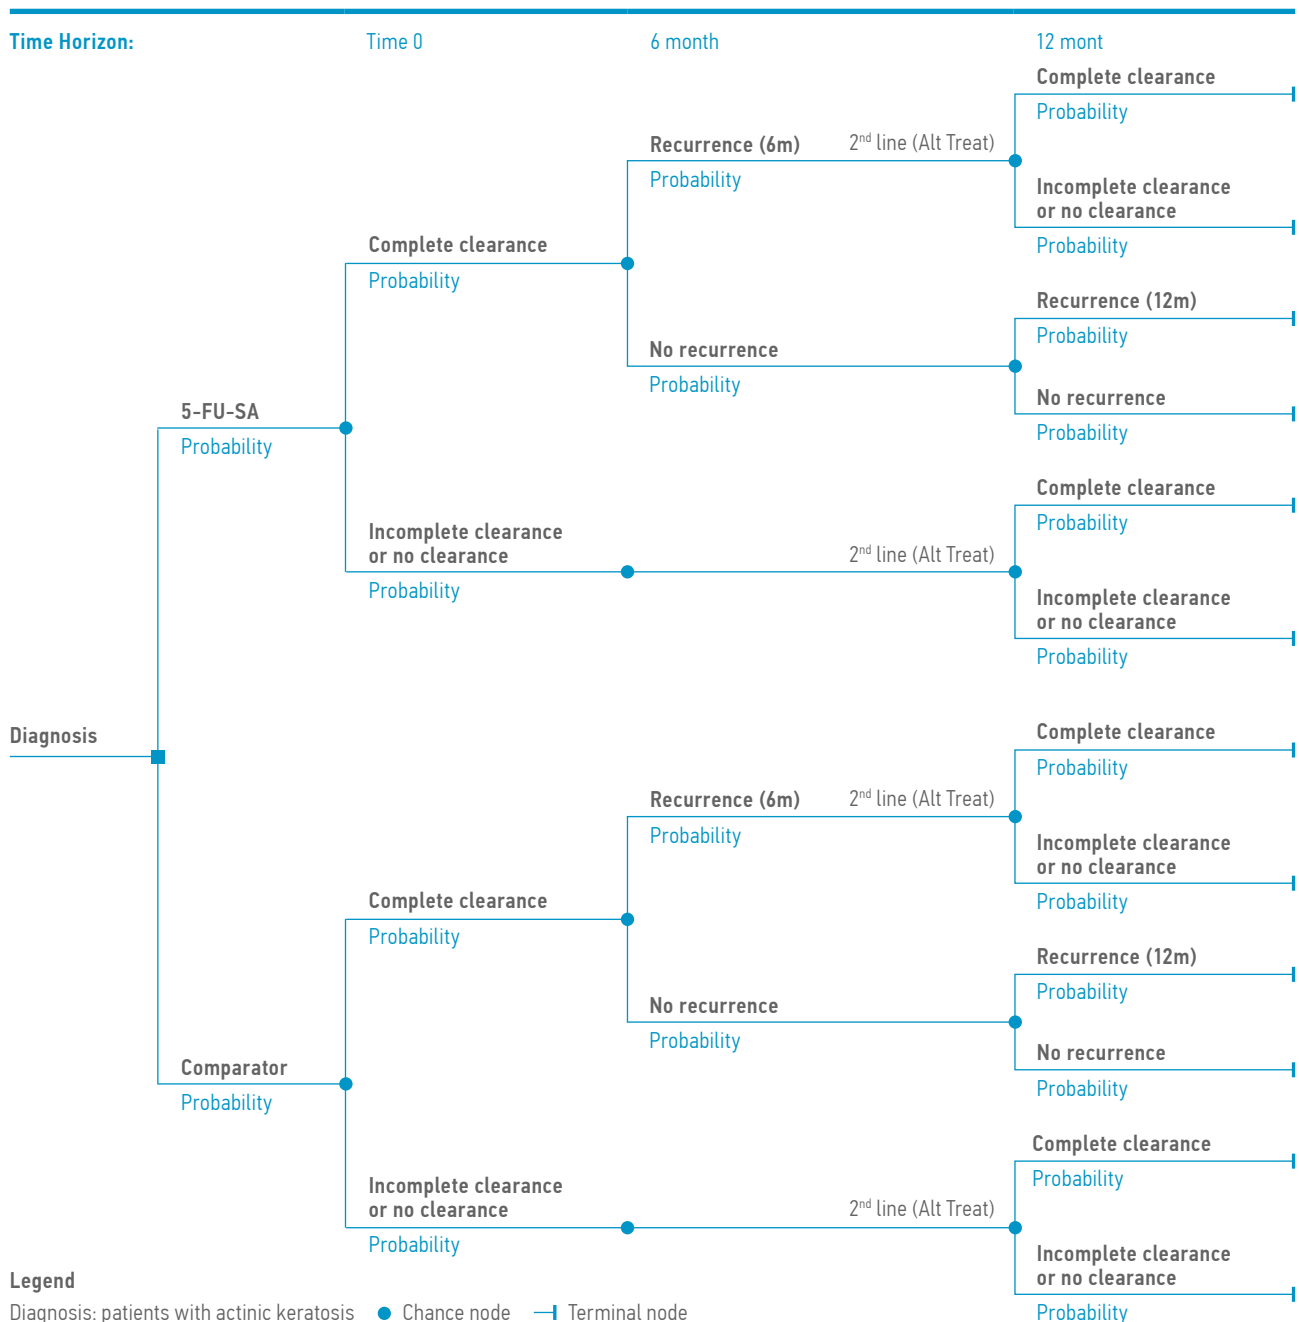 Time Horizon: Time 0 6 month 12 mont
Complete clearance
Probability
Recurrence (6m) 2nd line (Alt Treat)
Probability
Incomplete clearance
or no clearance
Probability
Complete clearance
Probability
Recurrence (12m)
Probability
No recurrence
Probability
No recurrence
Probability
5-FU-SA
Probability
Complete clearance
Probability
Incomplete clearance
or no clearance
Probability
2nd line (Alt Treat)
Incomplete clearance
or no clearance
Probability
Diagnosis
Complete clearance
Probability
Recurrence (6m) 2nd line (Alt Treat)
Probability
Incomplete clearance
or no clearance
Probability
Complete clearance
Probability
Recurrence (12m)
Probability
No recurrence
Probability
No recurrence
Probability
Comparator
Probability
Complete clearance
Probability
Incomplete clearance
or no clearance
Probability
2nd line (Alt Treat)
Incomplete clearance
or no clearance
Probability
Legend
Diagnosis: patients with actinic keratosis Chance node Terminal node